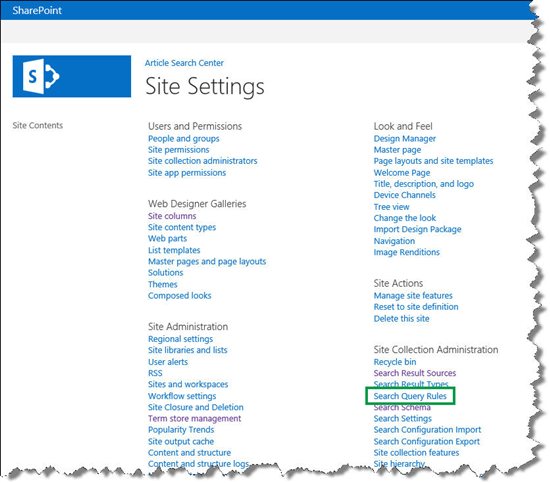 SharePoint
Article Search Center
Site Settings
Site Contents
Users and Permissions
People and groups
Site permissions
Site collection administrators
Site app permissions
Web Designer Galleries
Site columns
Site content types
Web parts
List templates
Master pages and page layouts
Solutions
Themes
Composed looks
Site Administration
Regional settings
Site libraries and lists
User alerts
RSS
Sites and workspaces
Workflow settings
Site Closure and Deletion
Term store management
Popularity Trends
Site output cache
Content and structure
Content and structure logs
Look and Feel
Design Manager
Master page
Page layouts and site templates
Welcome Page
Title, description, and logo
Device Channels
Tree view
Change the look
Import Design Package
Navigation
Image Renditions
Site Actions
Manage site features
Reset to site definition
Delete this site
Site Collection Administration
Recycle bin
Search Result Sources
Search Result Types
Search Query Rules
Search Schema
Search Settings
Search Configuration Import
Search Configuration Export
Site collection features
Site hierarchy